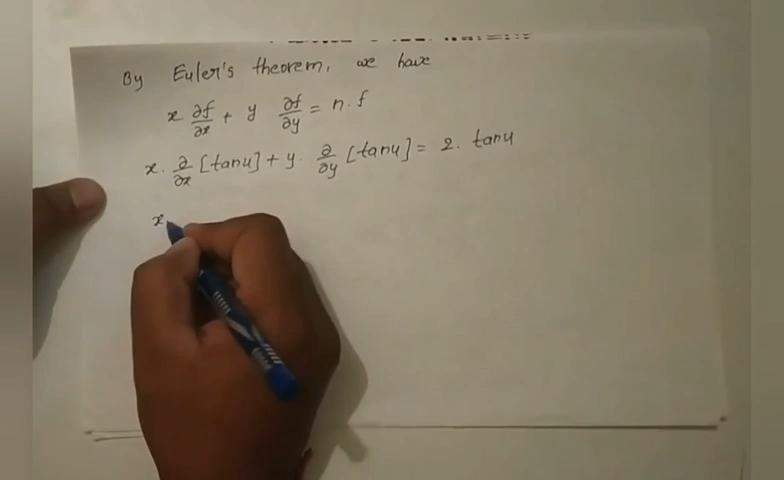 By Euler's theorem, we have
x ∂f/∂x + y ∂f/∂y = n.f
x. ∂/∂x [tanu] + y. ∂/∂y [tanu] = 2. tanu
x